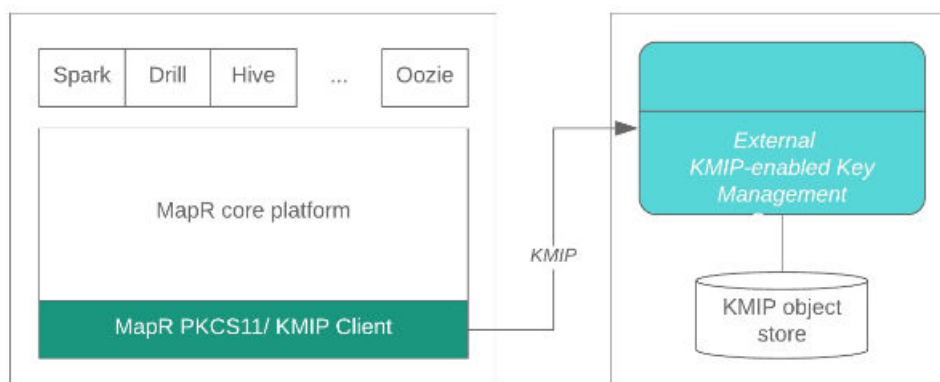 Spark Drill Hive ... Oozie
MapR core platform
MapR PKCS11/ KMIP Client
KMIP
External
KMIP-enabled Key
Management
KMIP object
store